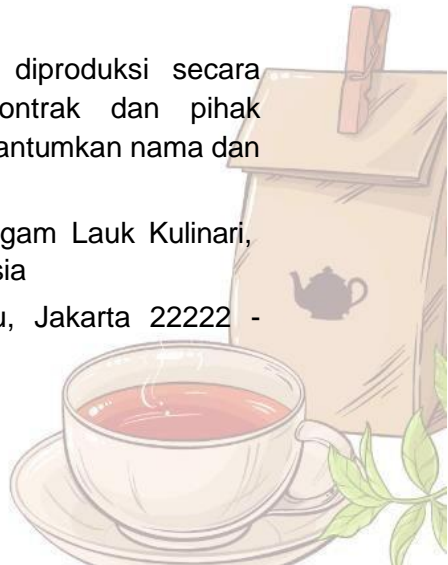 diproduksi secara
ontrak dan pihak
antumkan nama dan
gam Lauk Kulinari,
sia
u, Jakarta 22222 -